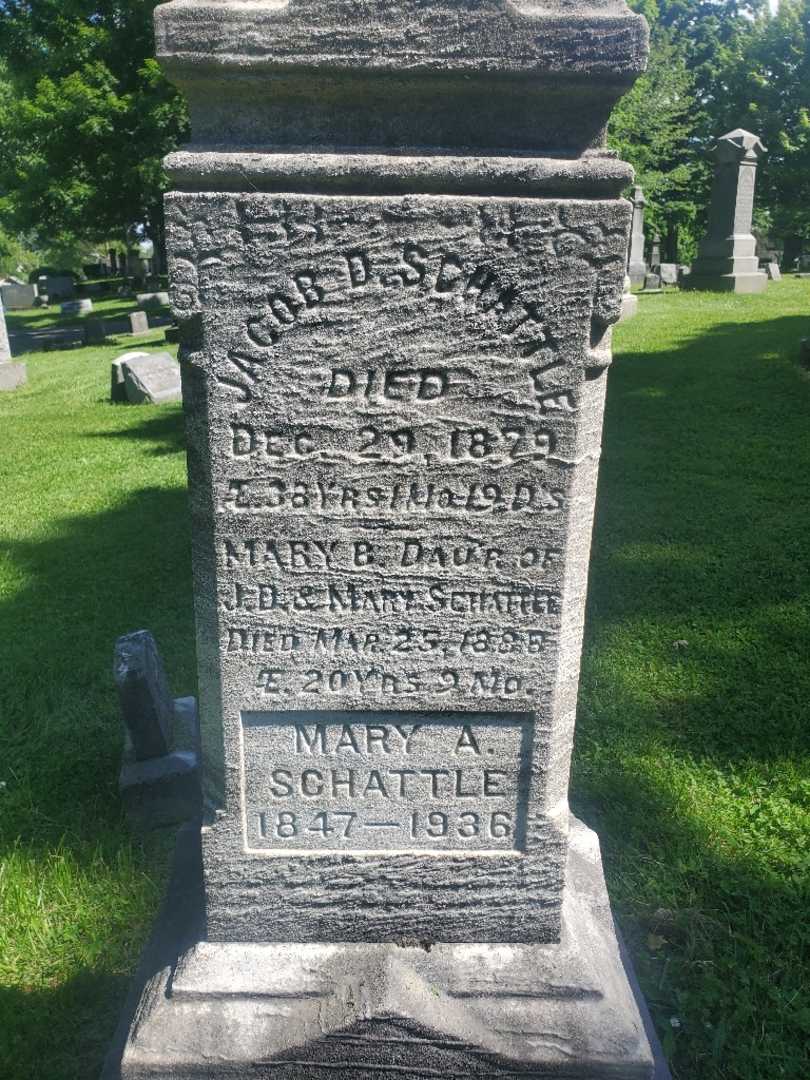 JACOB D. SCHATTLE
DIED
DEC. 29, 1879
Æ. 38 YRS 1 MO. 19 D'S
MARY B. DAU'R OF
J.D. & MARY SCHATTLE
DIED MAR. 25, 1888
Æ. 20 YRS 9 MO.
MARY A.
SCHATTLE
1847—1936